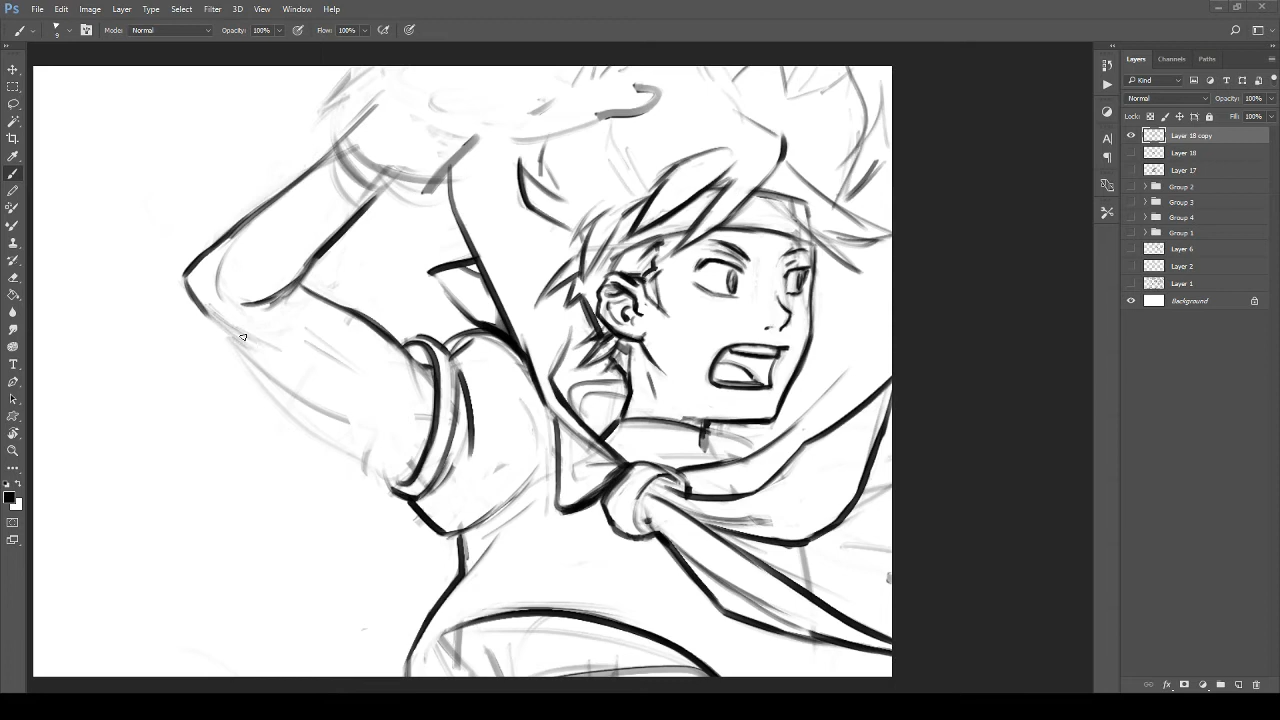 Ps File Edit Image Layer Type Select Filter 3D View Window Help
9 Mode: Normal Opacity: 100% Flow: 100%
Layers Channels Paths
Kind
Normal Opacity: 100%
Lock: Fill: 100%
Layer 18 copy
Layer 18
Layer 17
Group 2
Group 3
Group 4
Group 1
Layer 6
Layer 2
Layer 1
Background
fx